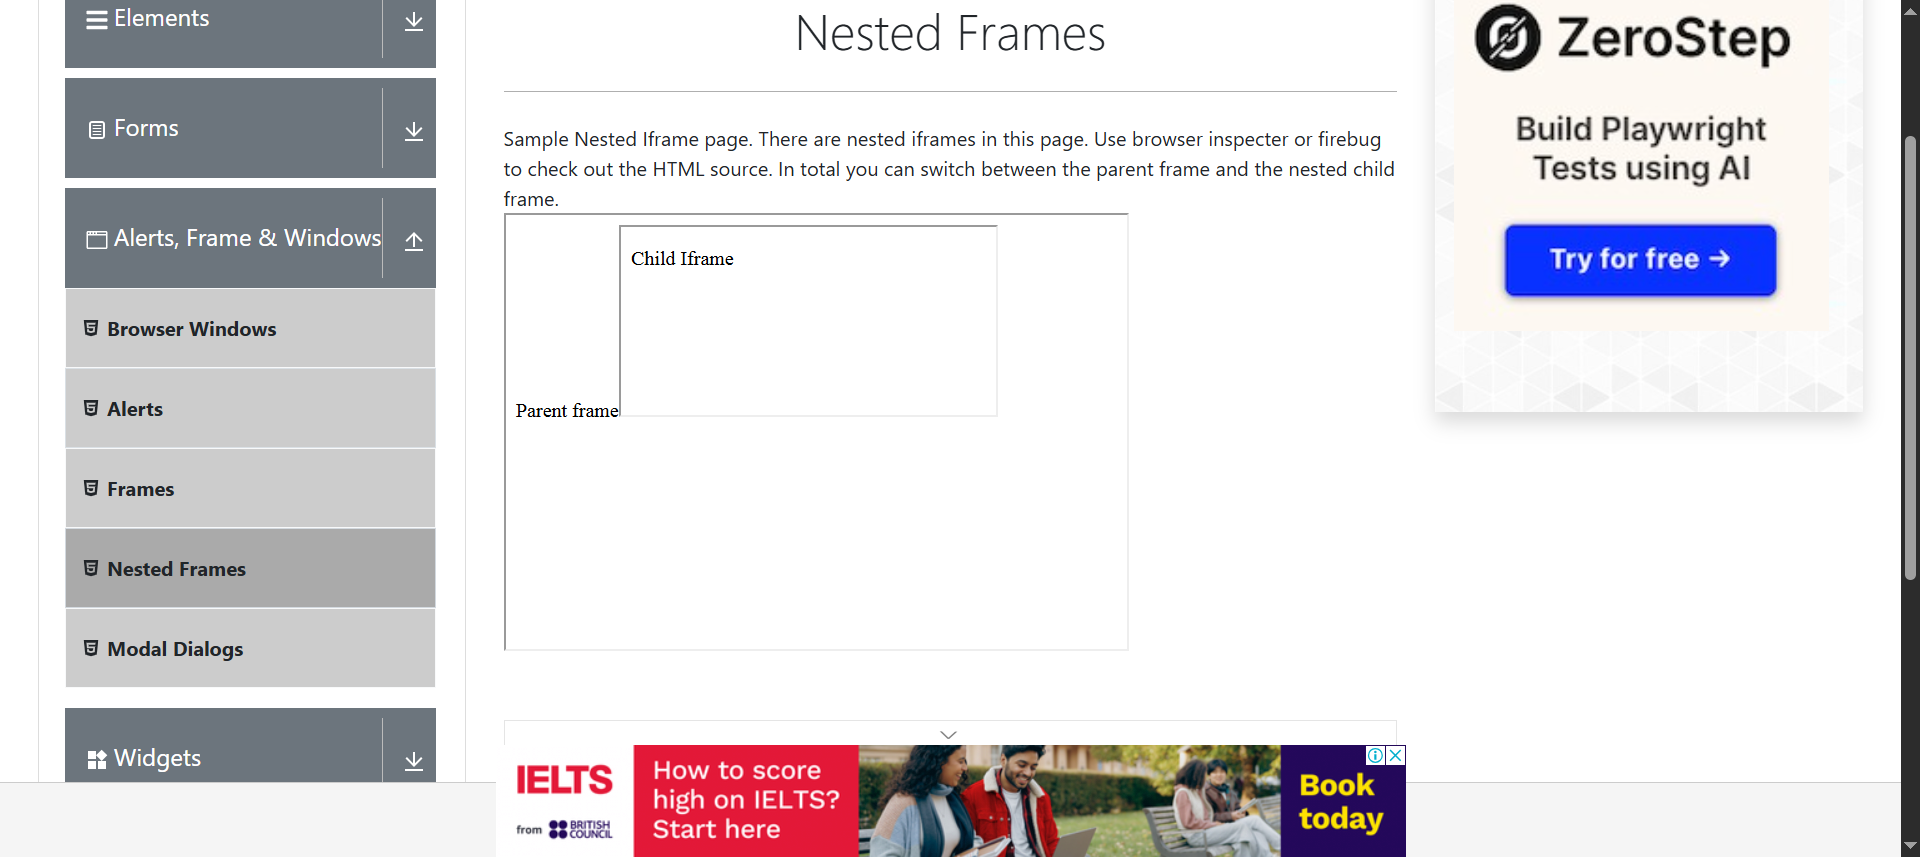 Elements
Forms
Alerts, Frame & Windows
Browser Windows
Alerts
Frames
Nested Frames
Modal Dialogs
Widgets
Nested Frames
Sample Nested Iframe page. There are nested iframes in this page. Use browser inspecter or firebug
to check out the HTML source. In total you can switch between the parent frame and the nested child
frame.
Child Iframe
Parent frame
ZeroStep
Build Playwright
Tests using AI
Try for free →
IELTS
from BRITISH
COUNCIL
How to score
high on IELTS?
Start here
Book
today